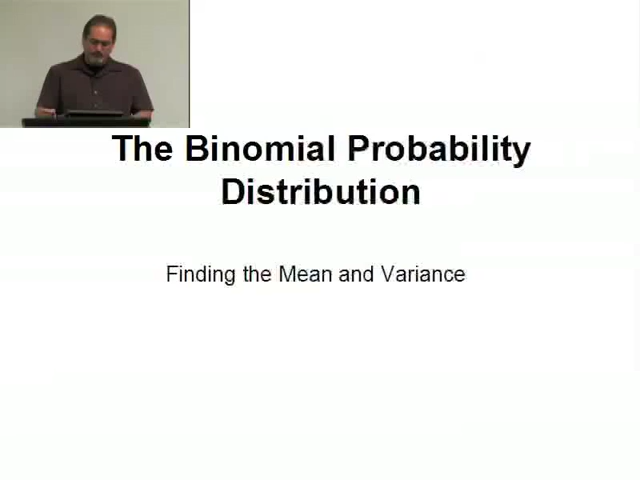 The Binomial Probability
Distribution
Finding the Mean and Variance